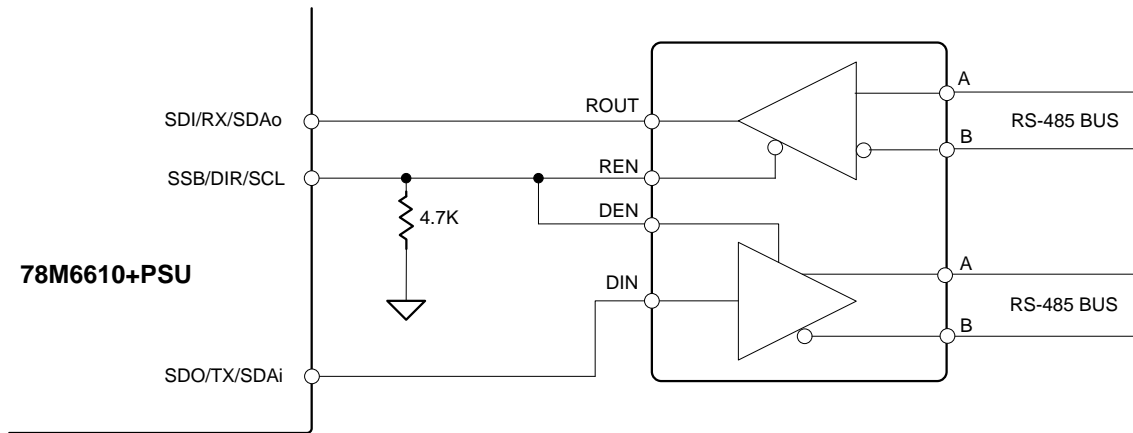 A
ROUT
SDI/RX/SDAo
RS-485 BUS
B
REN
SSB/DIR/SCL
DEN
4.7K
A
78M6610+PSU
DIN
RS-485 BUS
B
SDO/TX/SDAi